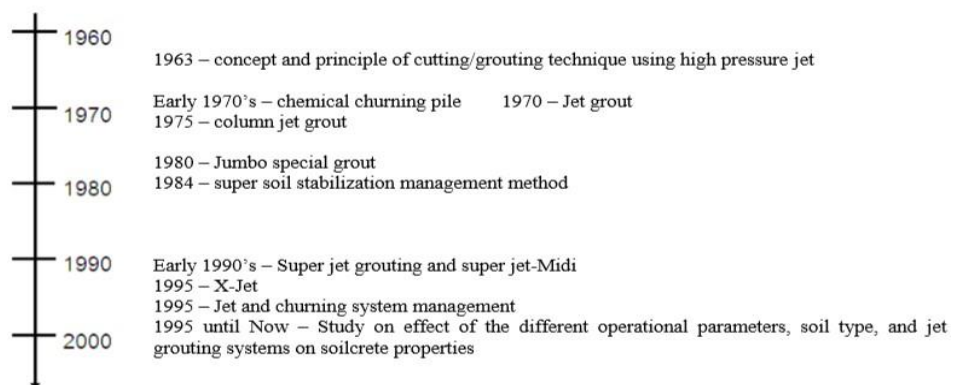 1960
1963 – concept and principle of cutting/grouting technique using high pressure jet
Early 1970's – chemical churning pile 1970 – Jet grout
1970
1975 – column jet grout
1980 – Jumbo special grout
1980
1984 – super soil stabilization management method
1990
Early 1990's – Super jet grouting and super jet-Midi
1995 – X-Jet
1995 – Jet and churning system management
1995 until Now – Study on effect of the different operational parameters, soil type, and jet
2000
grouting systems on soilcrete properties